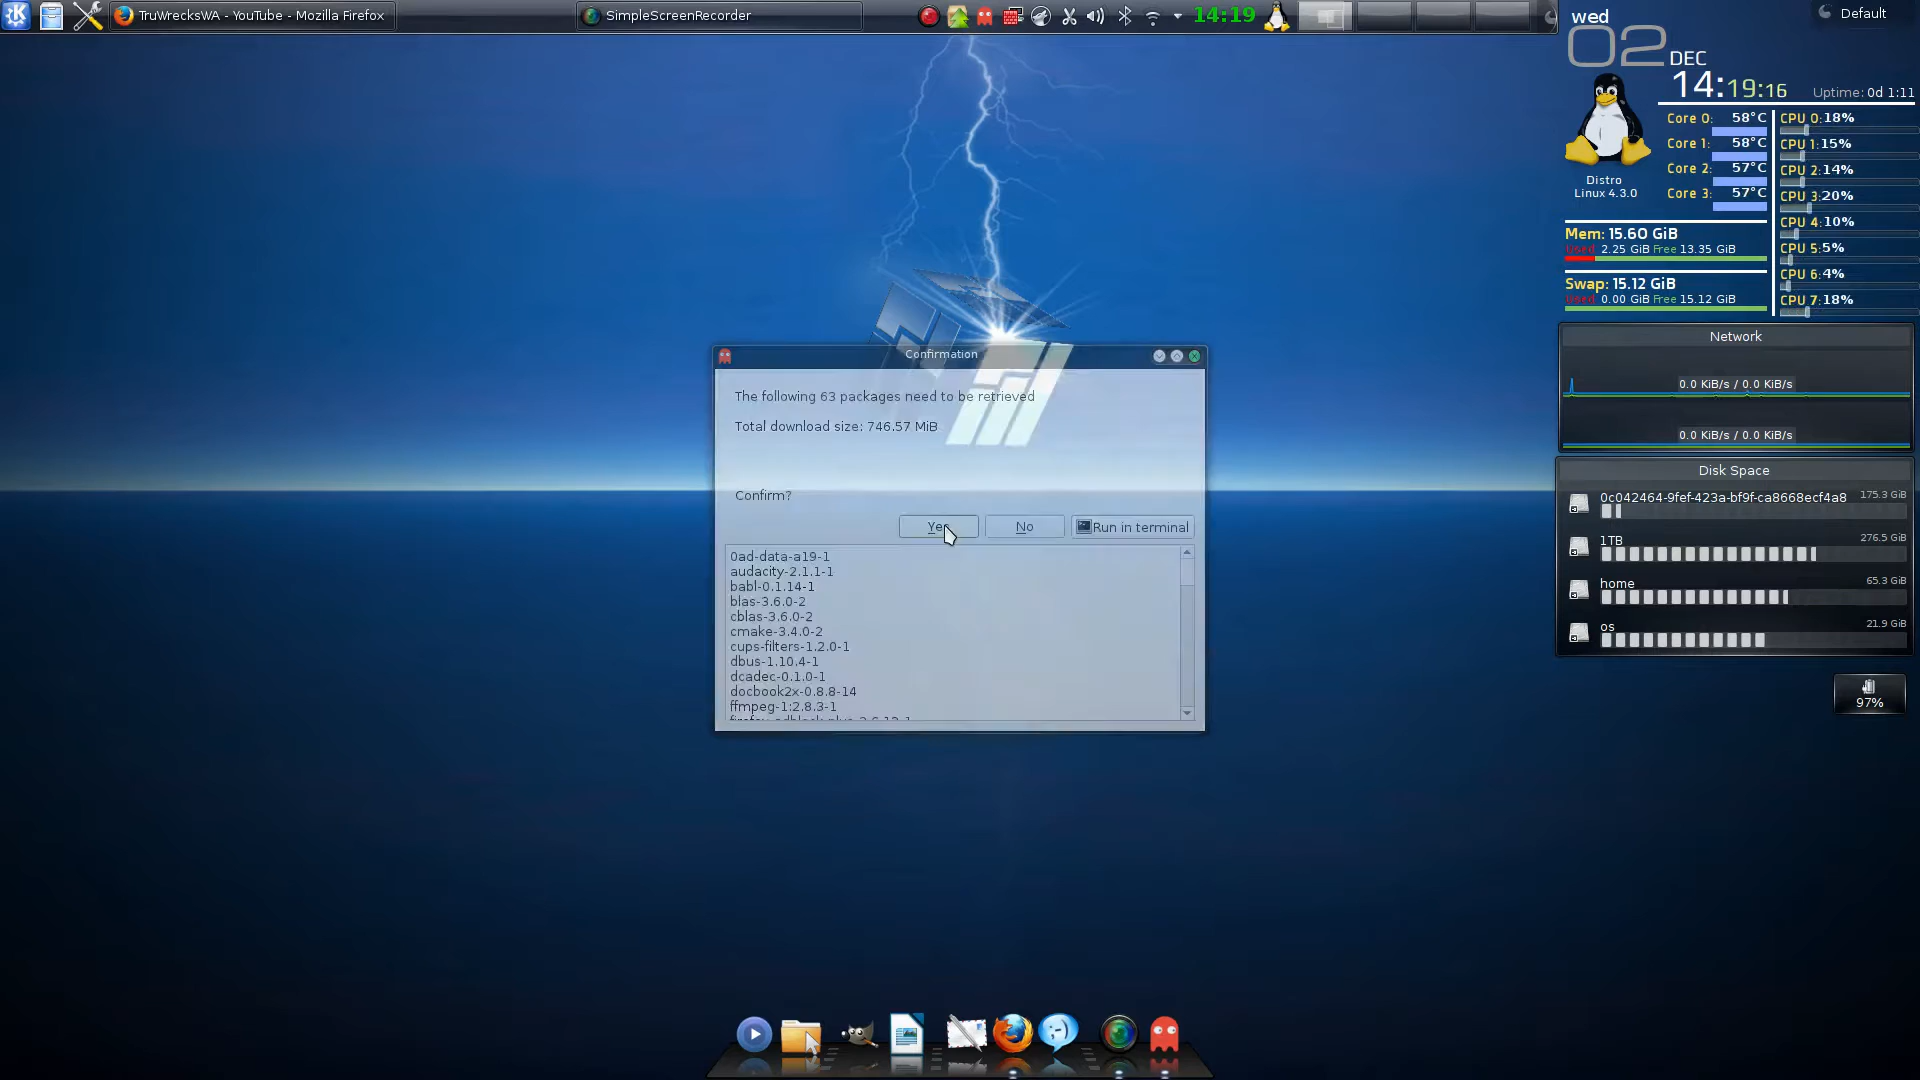 TruWrecksWA - YouTube - Mozilla Firefox
SimpleScreenRecorder
14:19
Default
wed
02
DEC
14:19:16
Uptime: 0d 1:11
Distro
Linux 4.3.0
Core 0: 58°C
Core 1: 58°C
Core 2: 57°C
Core 3: 57°C
CPU 0:18%
CPU 1:15%
CPU 2:14%
CPU 3:20%
CPU 4:10%
CPU 5:5%
CPU 6:4%
CPU 7:18%
Mem: 15.60 GiB
Used 2.25 GiB Free 13.35 GiB
Swap: 15.12 GiB
Used 0.00 GiB Free 15.12 GiB
Network
0.0 KiB/s / 0.0 KiB/s
0.0 KiB/s / 0.0 KiB/s
Disk Space
0c042464-9fef-423a-bf9f-ca8668ecf4a8 175.3 GiB
1TB 276.5 GiB
home 65.3 GiB
os 21.9 GiB
97%
Confirmation
The following 63 packages need to be retrieved
Total download size: 746.57 MiB
Confirm?
Yes
No
Run in terminal
0ad-data-a19-1
audacity-2.1.1-1
babl-0.1.14-1
blas-3.6.0-2
cblas-3.6.0-2
cmake-3.4.0-2
cups-filters-1.2.0-1
dbus-1.10.4-1
dcadec-0.1.0-1
docbook2x-0.8.8-14
ffmpeg-1:2.8.3-1